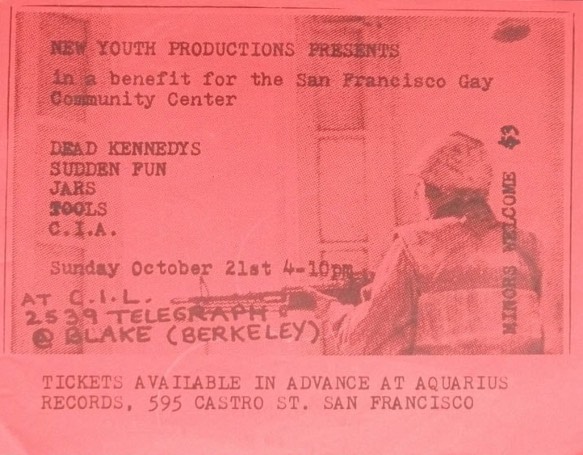 NEW YOUTH PRODUCTIONS PRESENTS
in a benefit for the San Francisco Gay
Community Center
DEAD KENNEDYS
SUDDEN FUN
JARS
TOOLS
C.I.A.
Sunday October 21st 4-10pm
AT C.I.L.
2539 TELEGRAPH
@ BLAKE (BERKELEY)
MINORS WELCOME $3
TICKETS AVAILABLE IN ADVANCE AT AQUARIUS
RECORDS, 595 CASTRO ST. SAN FRANCISCO